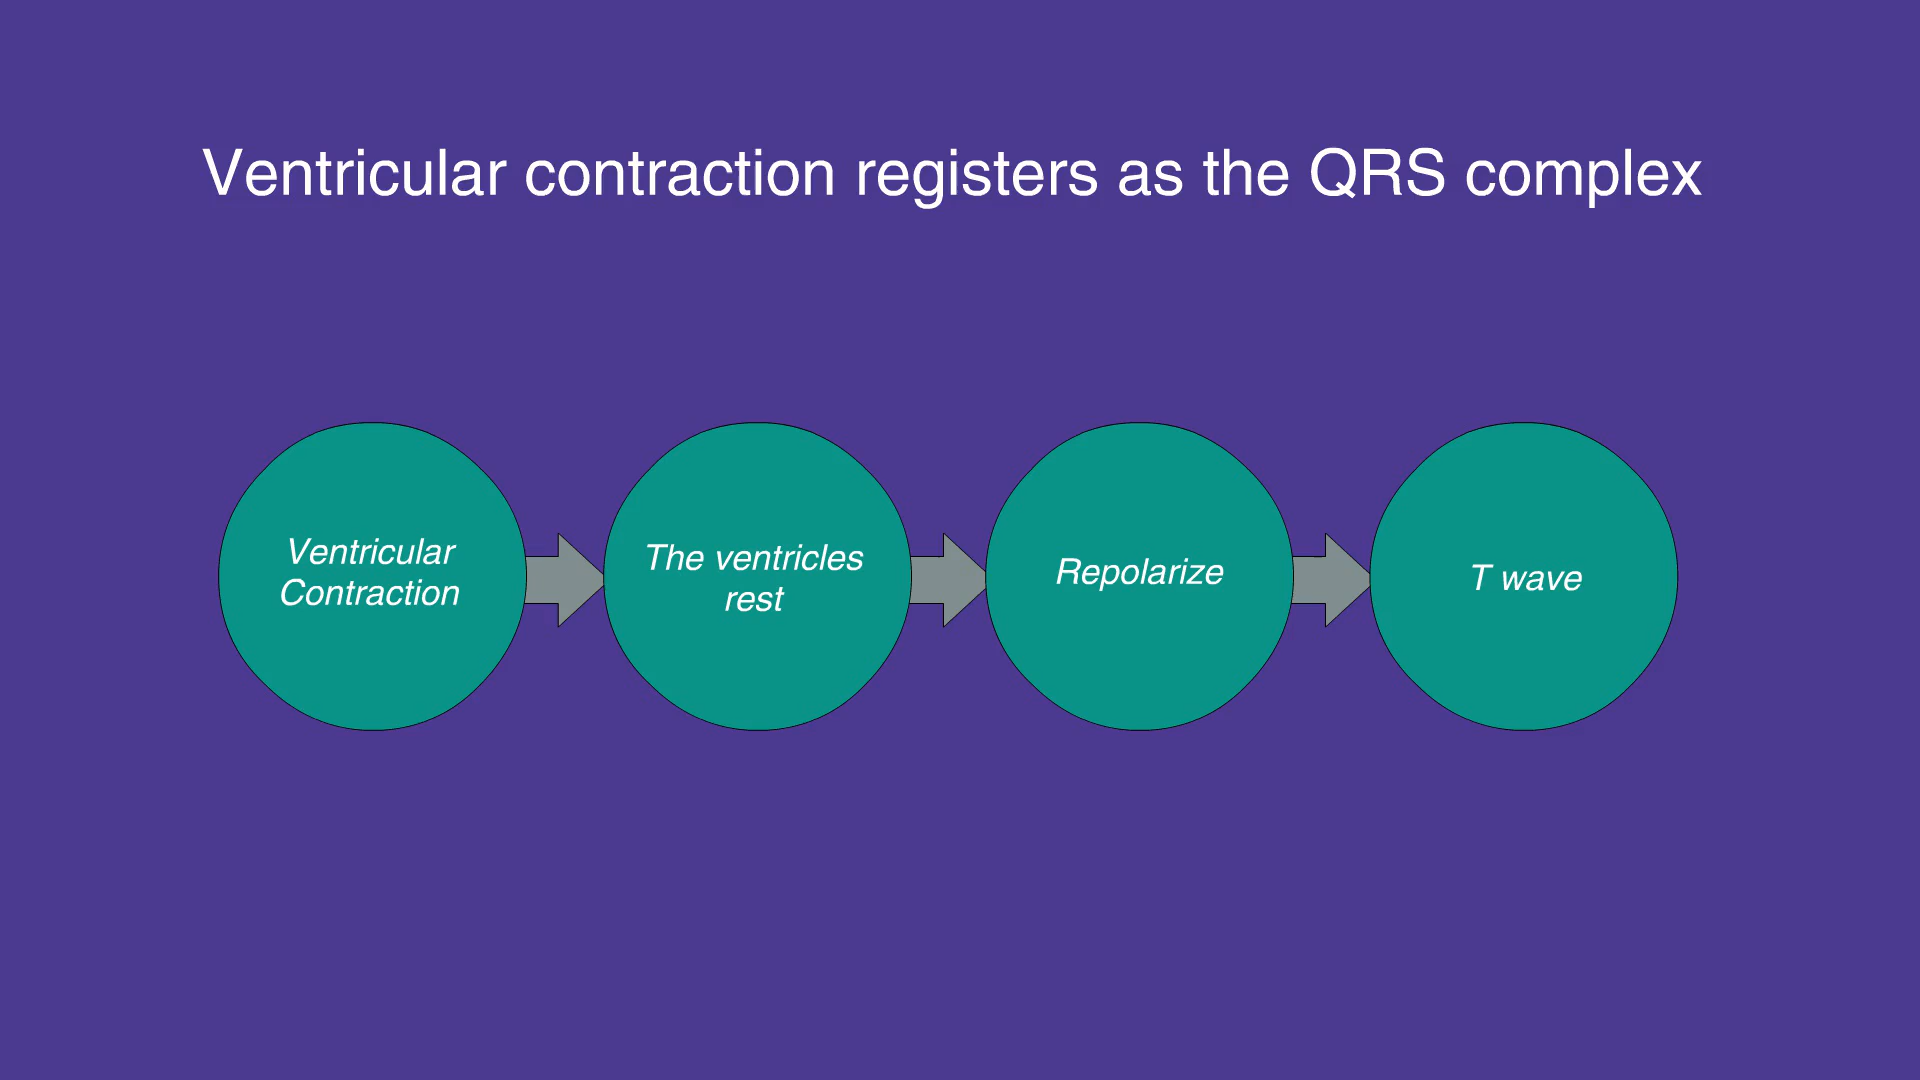 Ventricular contraction registers as the QRS complex
Ventricular
Contraction
The ventricles
rest
Repolarize
T wave